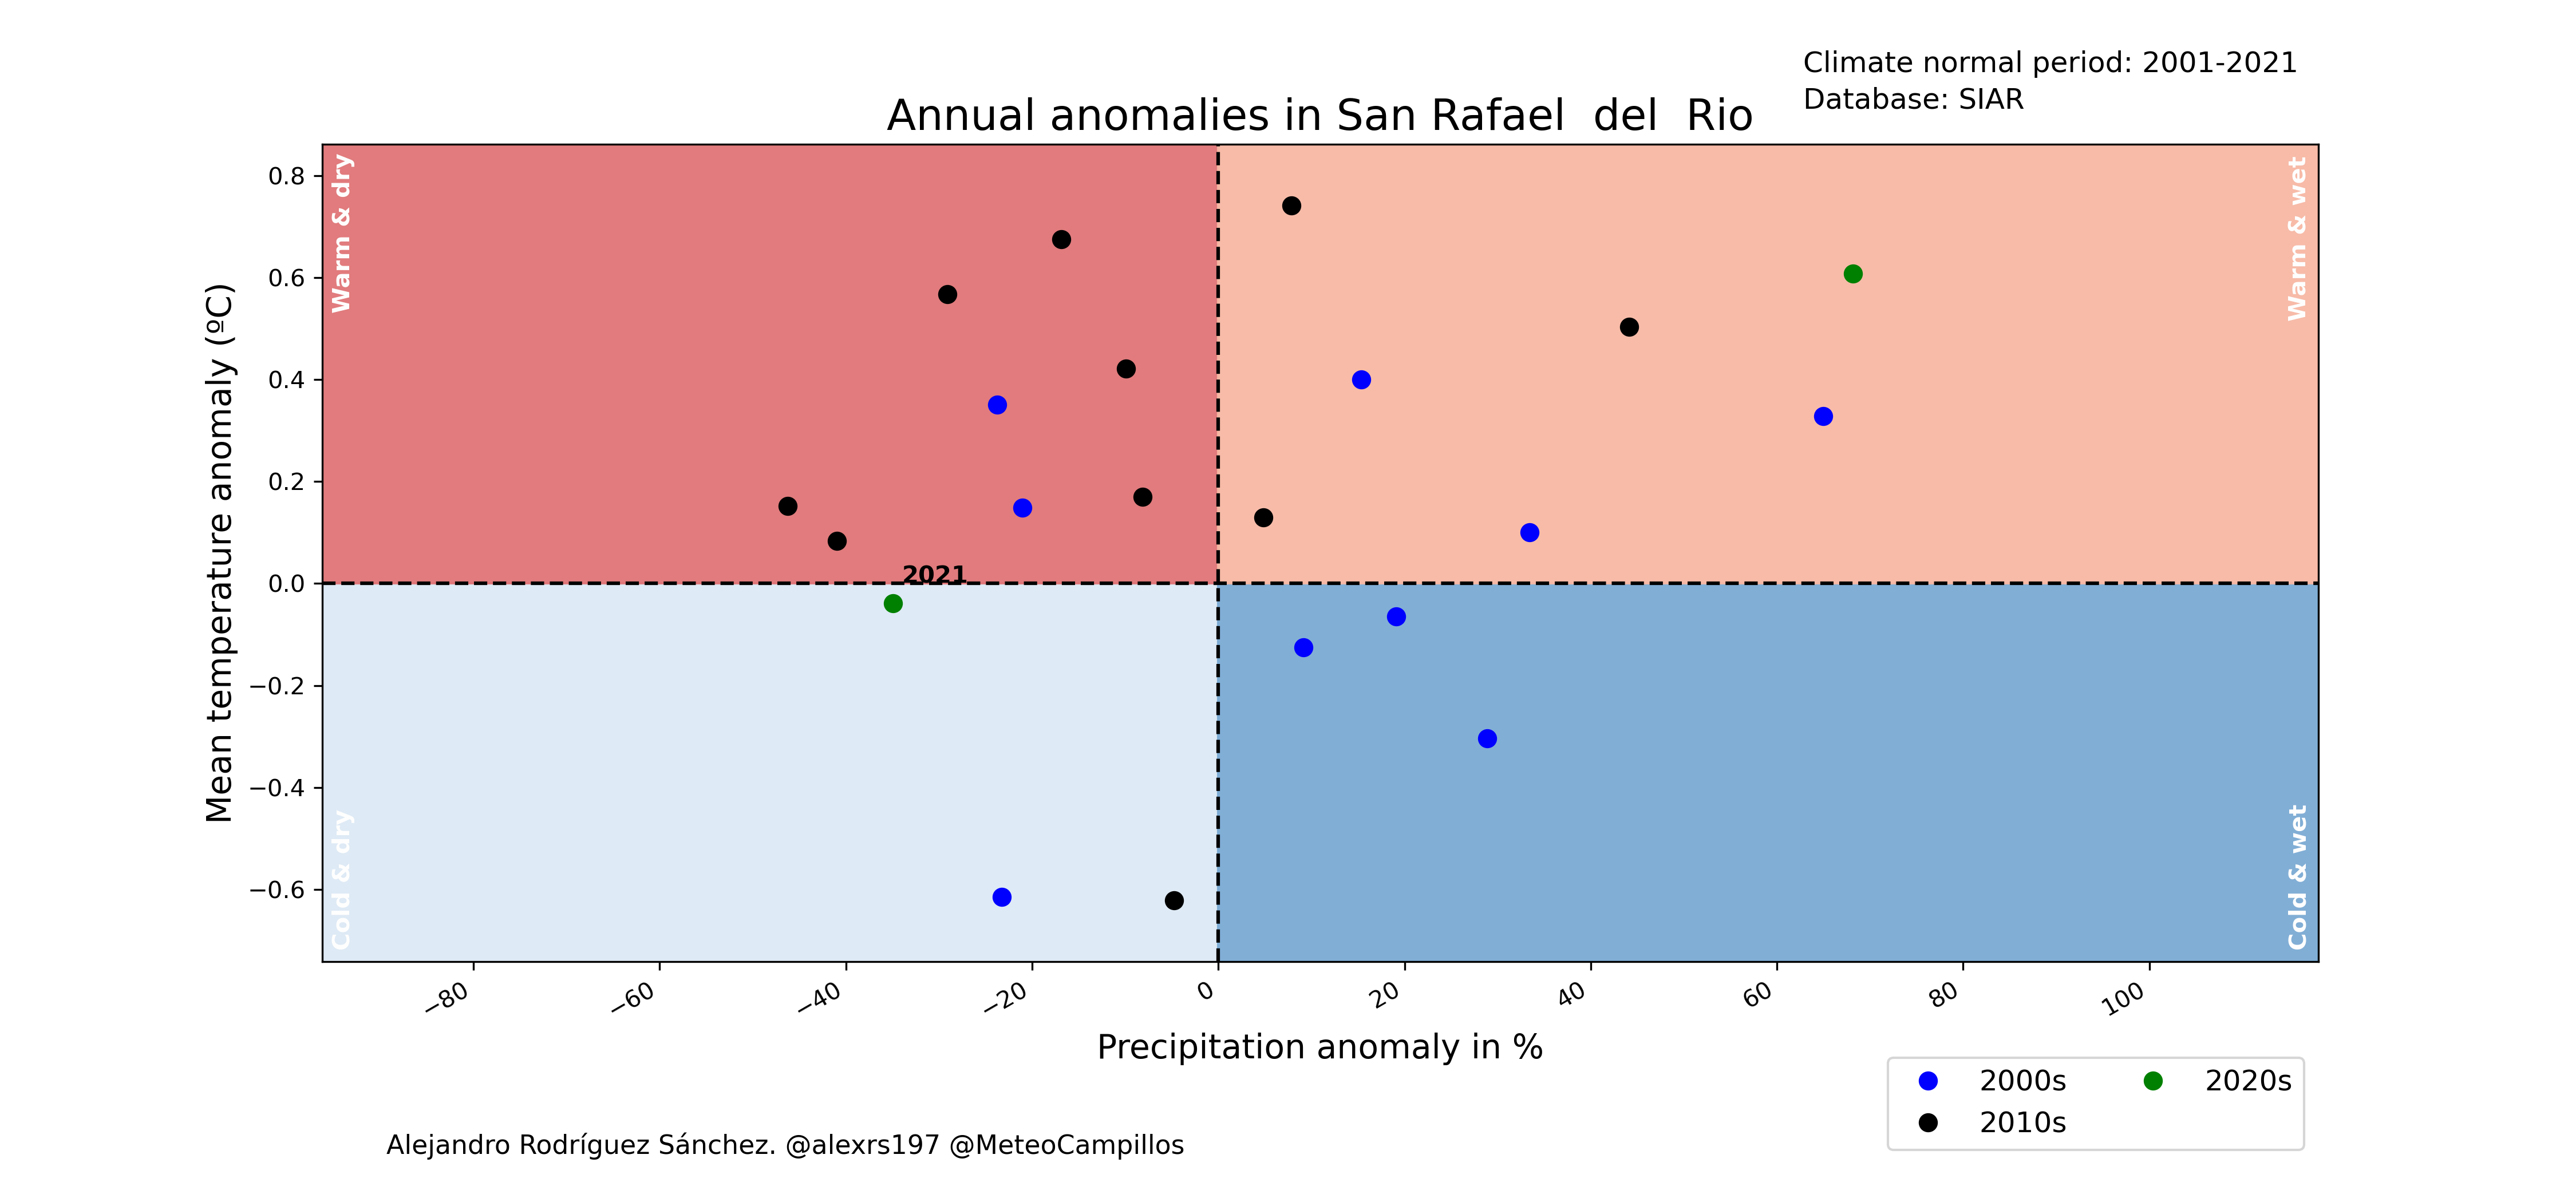 Climate normal period: 2001-2021
Database: SIAR
Annual anomalies in San Rafael  del  Rio
Warm & dry
Warm & wet
Mean temperature anomaly (ºC)
0.8
0.6
0.4
0.2
0.0
−0.2
−0.4
−0.6
2021
Cold & dry
Cold & wet
−80
−60
−40
−20
0
20
40
60
80
100
Precipitation anomaly in %
2000s
2010s
2020s
Alejandro Rodríguez Sánchez. @alexrs197 @MeteoCampillos